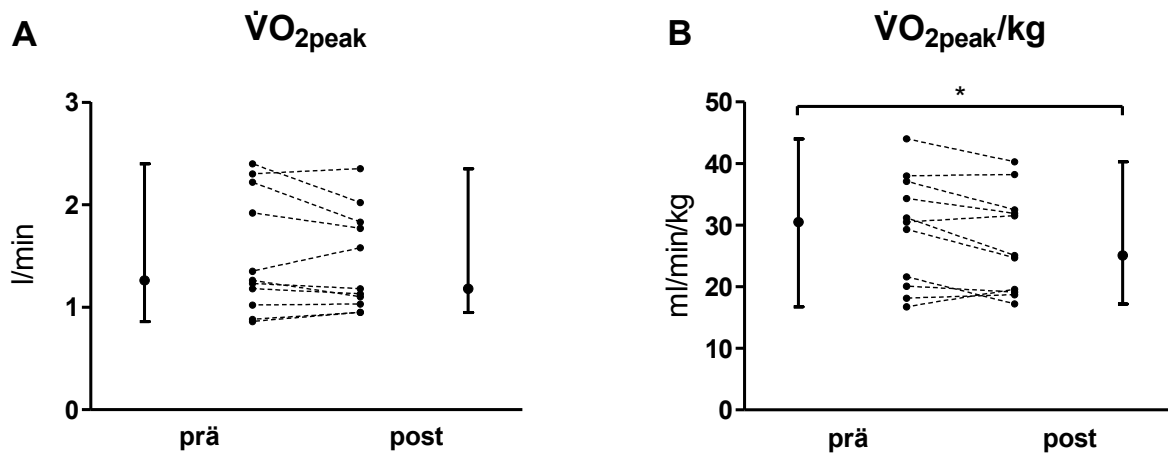 A
V̇O₂peak
l/min
3
2
1
0
prä
post
B
V̇O₂peak/kg
ml/min/kg
50
40
30
20
10
0
*
prä
post